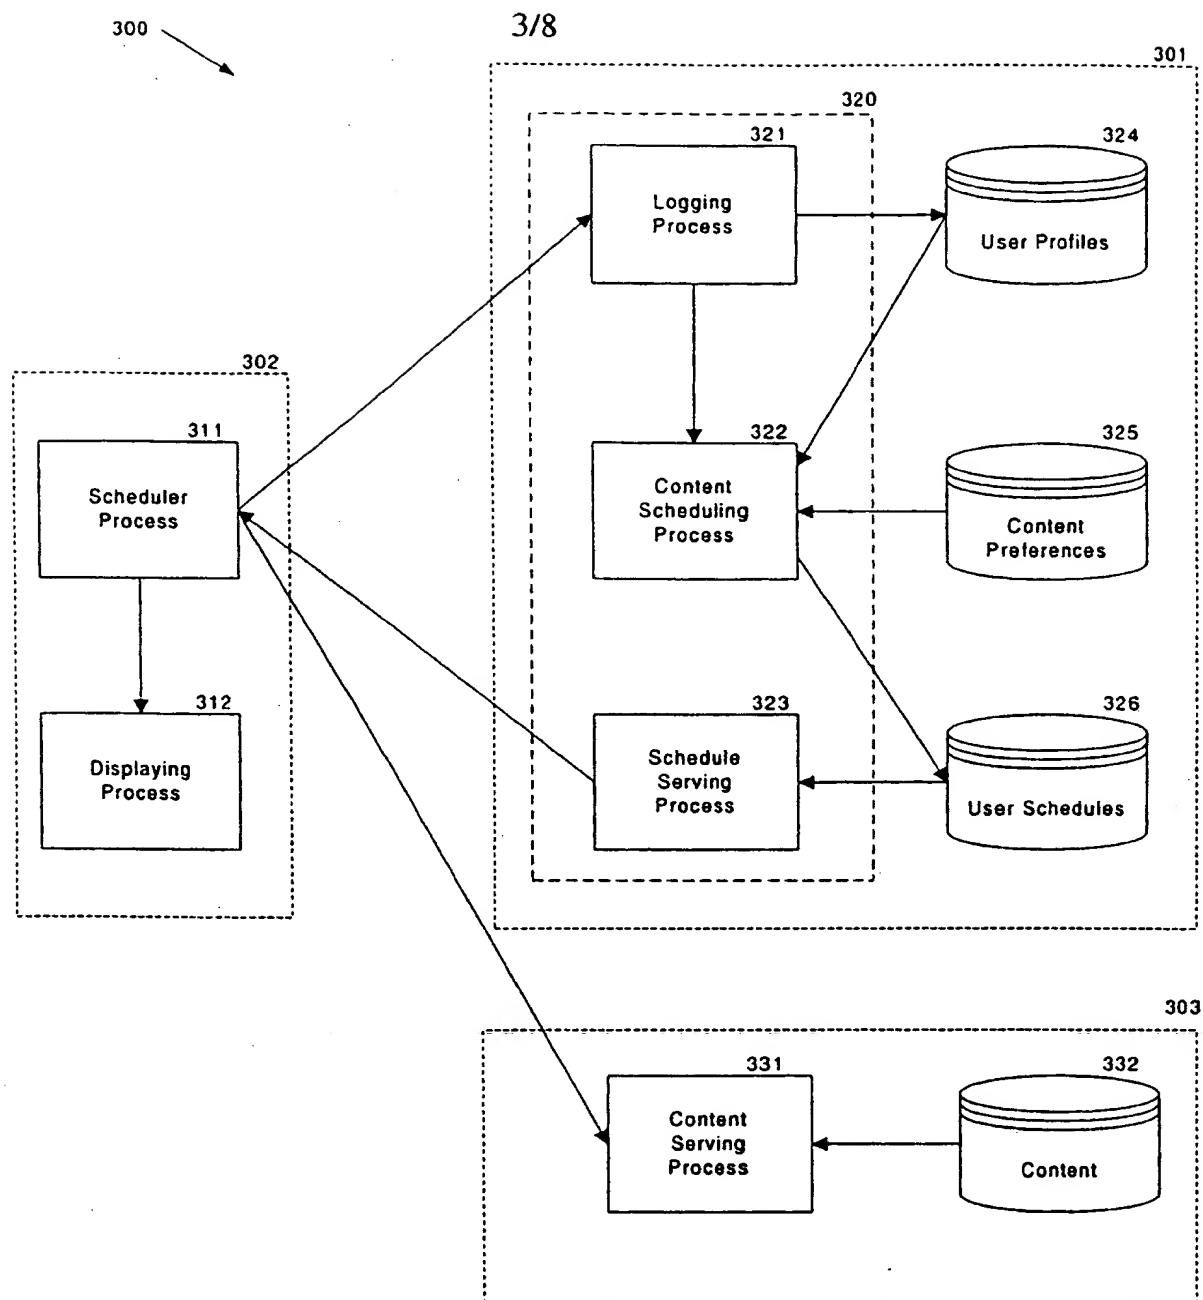 3/8
300
301
320
321
324
Logging
Process
User Profiles
302
311
322
325
Scheduler
Process
Content
Scheduling
Process
Content
Preferences
312
323
326
Displaying
Process
Schedule
Serving
Process
User Schedules
303
331
332
Content
Serving
Process
Content